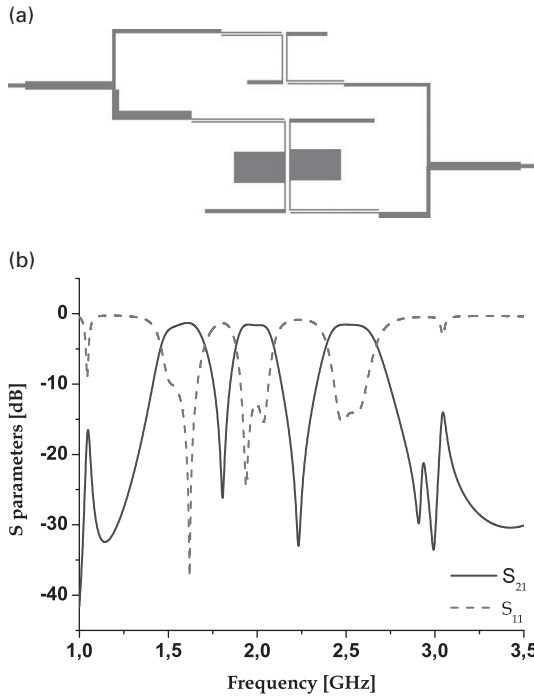 (a)
(b)
S parameters [dB]
0
-10
-20
-30
-40
S21
S11
1,0
1,5
2,0
2,5
3,0
3,5
Frequency [GHz]